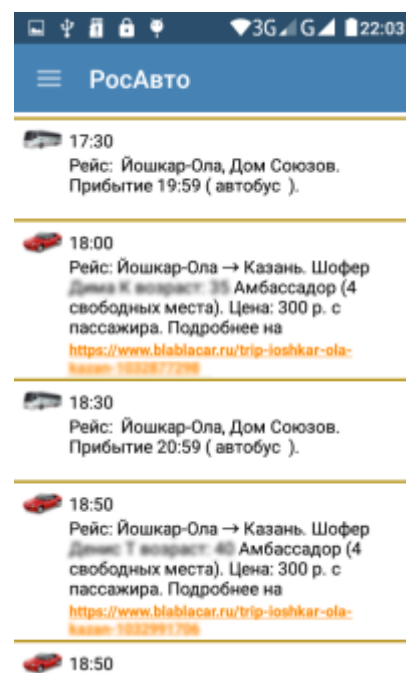 3G G 22:03
РосАвто
17:30
Рейс: Йошкар-Ола, Дом Союзов.
Прибытие 19:59 ( автобус ).
18:00
Рейс: Йошкар-Ола → Казань. Шофер
Амбассадор (4
свободных места). Цена: 300 р. с
пассажира. Подробнее на
https://www.blablacar.ru/trip-ioshkar-ola-
18:30
Рейс: Йошкар-Ола, Дом Союзов.
Прибытие 20:59 ( автобус ).
18:50
Рейс: Йошкар-Ола → Казань. Шофер
Амбассадор (4
свободных места). Цена: 300 р. с
пассажира. Подробнее на
https://www.blablacar.ru/trip-ioshkar-ola-
18:50